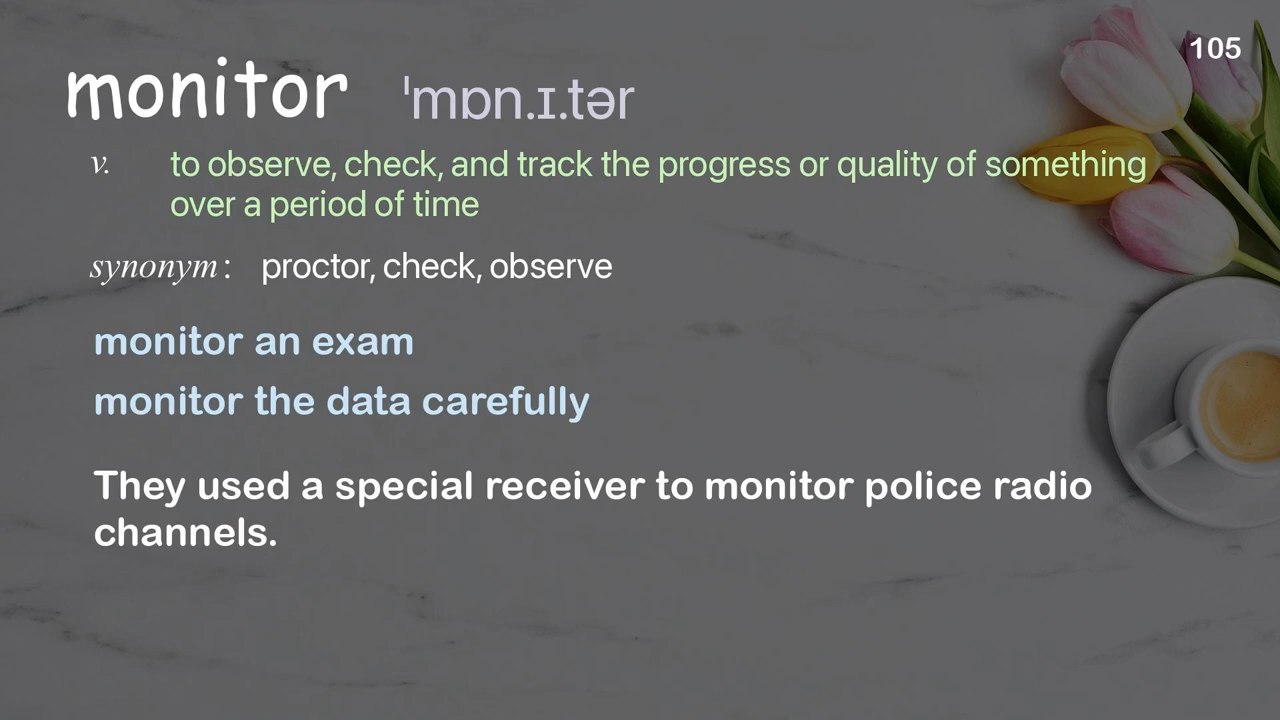 105
monitor ˈmɒn.ɪ.tər
v. to observe, check, and track the progress or quality of something
over a period of time
synonym : proctor, check, observe
monitor an exam
monitor the data carefully
They used a special receiver to monitor police radio
channels.